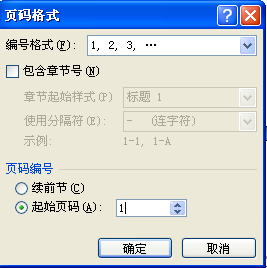 页码格式
编号格式(F): 1, 2, 3, …
包含章节号(N)
章节起始样式(P) 标题 1
使用分隔符(E): - (连字符)
示例: 1-1, 1-A
页码编号
续前节(C)
起始页码(A): 1
确定 取消